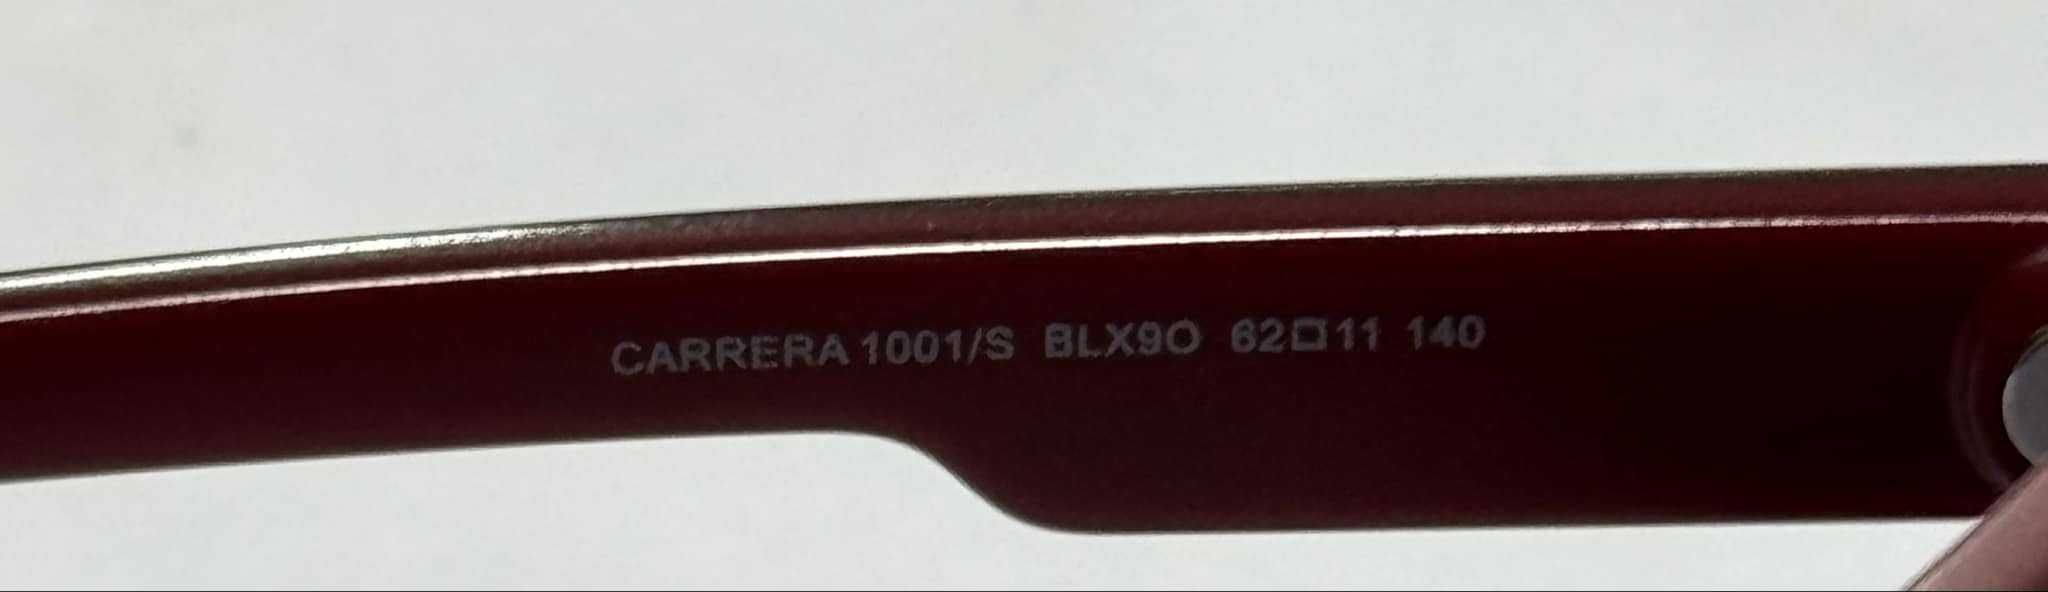 CARRERA 1001/S BLX9O 62□11 140